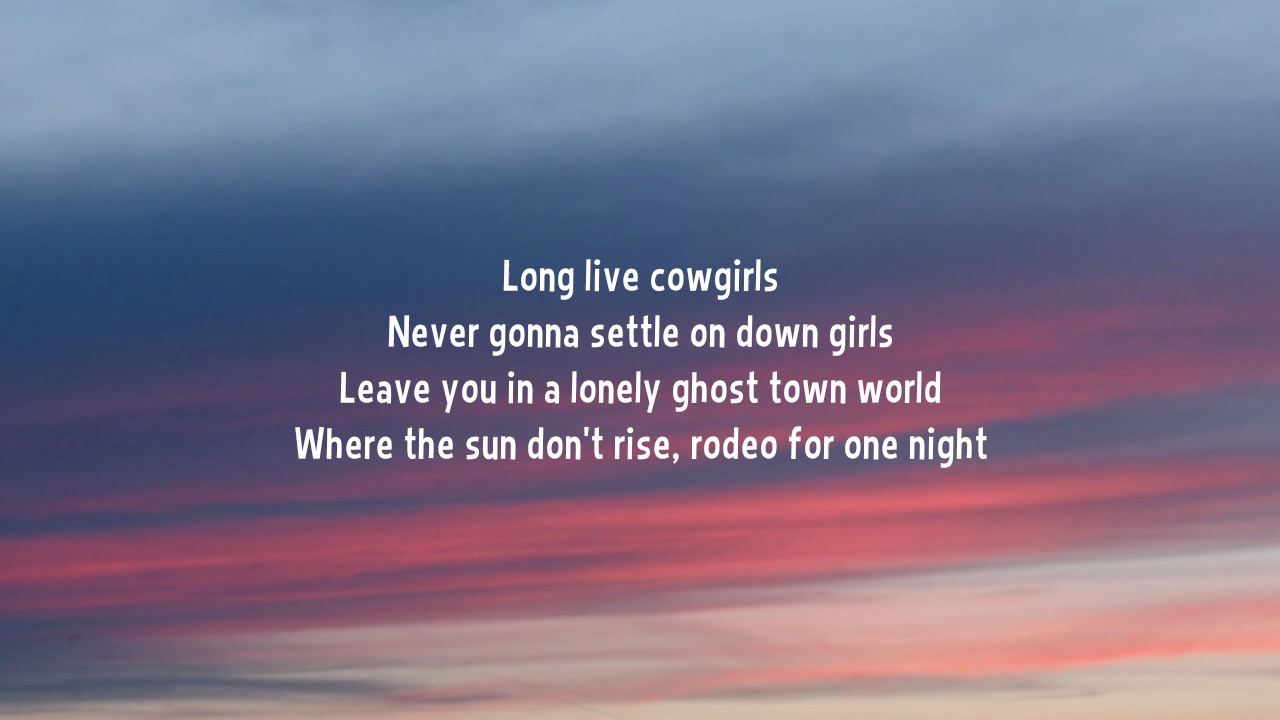 Long live cowgirls
Never gonna settle on down girls
Leave you in a lonely ghost town world
Where the sun don't rise, rodeo for one night